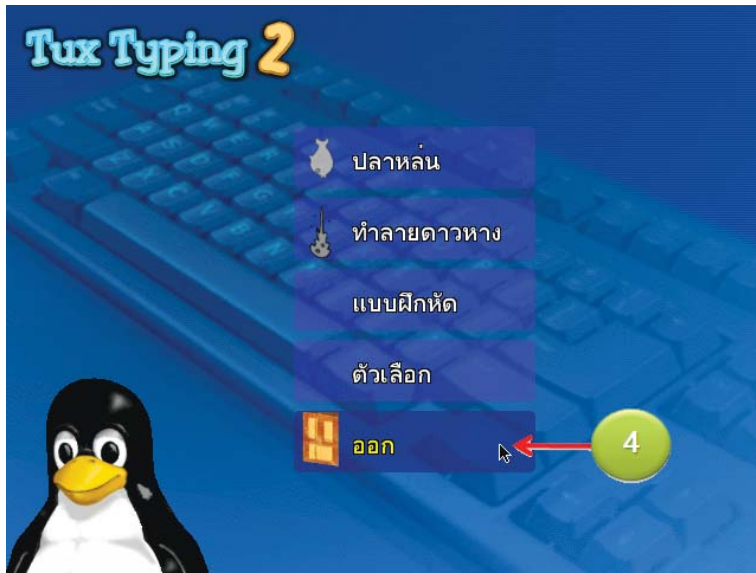 Tux Typing 2
ปลาหล่น
ทำลายดาวหาง
แบบฝึกหัด
ตัวเลือก
ออก
4